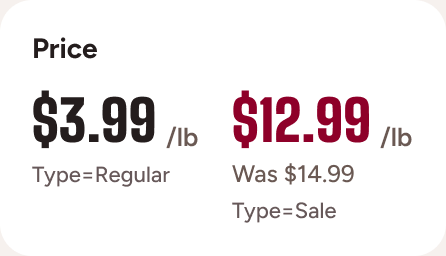 Price
$3.99 /lb
Type=Regular
$12.99 /lb
Was $14.99
Type=Sale